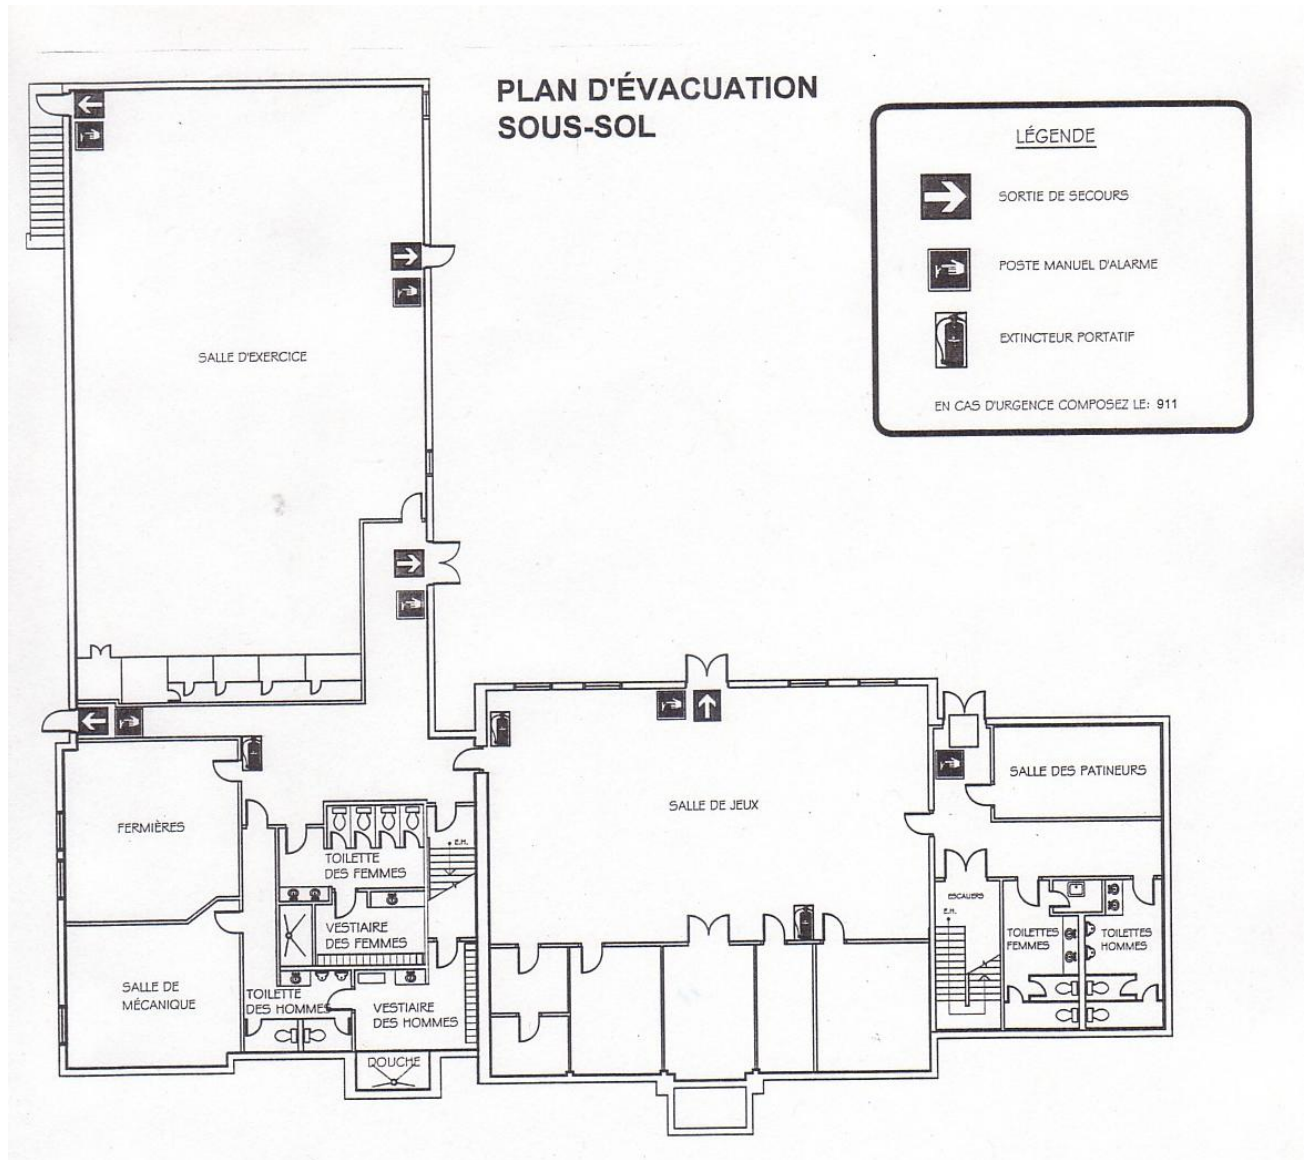 PLAN D'ÉVACUATION
SOUS-SOL
LÉGENDE
SORTIE DE SECOURS
POSTE MANUEL D'ALARME
EXTINCTEUR PORTATIF
EN CAS D'URGENCE COMPOSEZ LE: 911
SALLE D'EXERCICE
FERMIÈRES
SALLE DE
MÉCANIQUE
TOILETTE
DES FEMMES
E.H.
VESTIAIRE
DES FEMMES
TOILETTE
DES HOMMES
VESTIAIRE
DES HOMMES
DOUCHE
SALLE DE JEUX
SALLE DES PATINEURS
ESCALIERS
E.H.
TOILETTES
FEMMES
TOILETTES
HOMMES